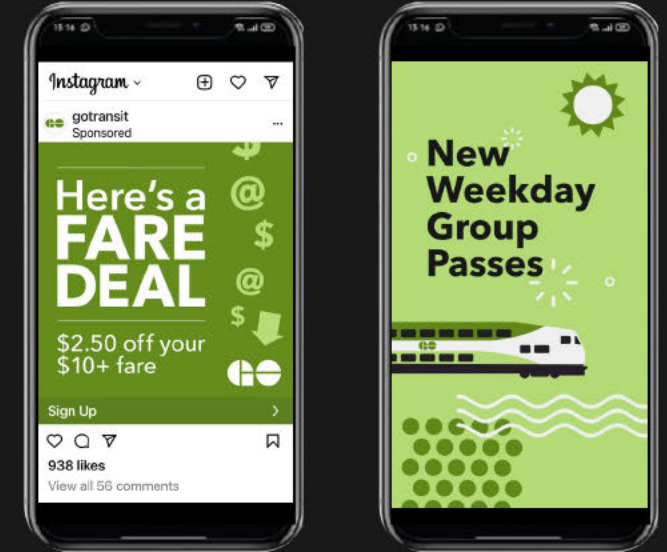 15:16
Instagram
gotransit
Sponsored
...
$
@
Here's a
FARE
DEAL
$
@
$
$2.50 off your
$10+ fare
GO
Sign Up
938 likes
View all 56 comments
15:16
New
Weekday
Group
Passes
GO